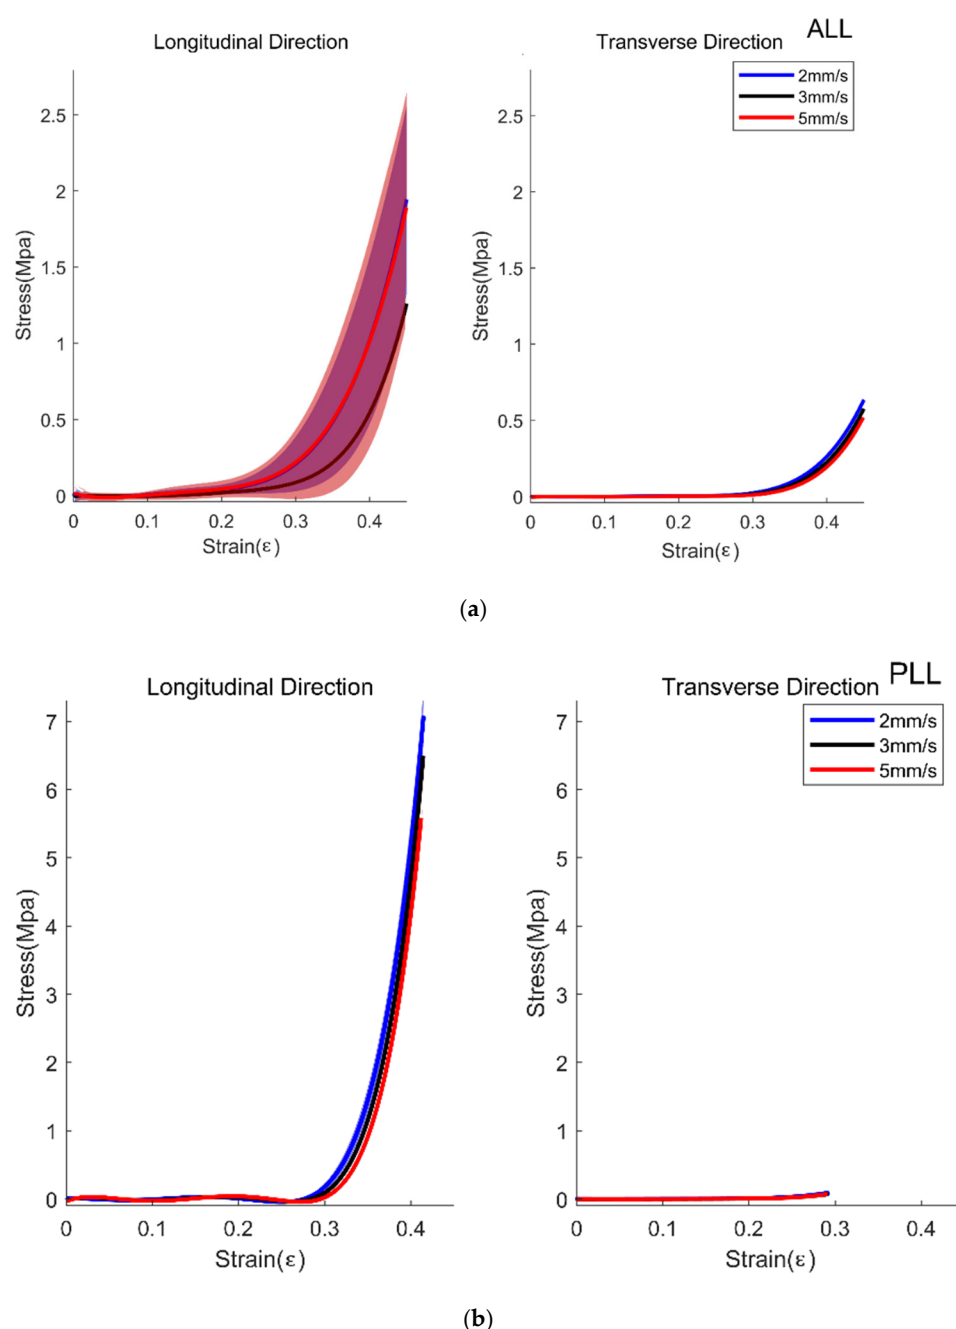 Longitudinal Direction
Transverse Direction
ALL
2mm/s
3mm/s
5mm/s
2.5
2
1.5
1
0.5
0
Stress(Mpa)
0 0.1 0.2 0.3 0.4
Strain(ε)
2.5
2
1.5
1
0.5
0
Stress(Mpa)
0 0.1 0.2 0.3 0.4
Strain(ε)
(a)
Longitudinal Direction
Transverse Direction
PLL
2mm/s
3mm/s
5mm/s
7
6
5
4
3
2
1
0
Stress(Mpa)
0 0.1 0.2 0.3 0.4
Strain(ε)
7
6
5
4
3
2
1
0
Stress(Mpa)
0 0.1 0.2 0.3 0.4
Strain(ε)
(b)